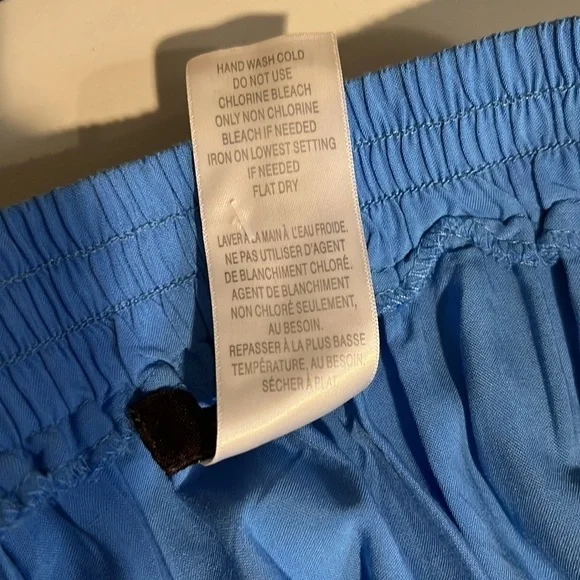 HAND WASH COLD
DO NOT USE
CHLORINE BLEACH
ONLY NON CHLORINE
BLEACH IF NEEDED
IRON ON LOWEST SETTING
IF NEEDED
FLAT DRY
LAVER À LA MAIN À L'EAU FROIDE.
NE PAS UTILISER D'AGENT
DE BLANCHIMENT CHLORÉ.
AGENT DE BLANCHIMENT
NON CHLORÉ SEULEMENT,
AU BESOIN.
REPASSER À LA PLUS BASSE
TEMPÉRATURE, AU BESOIN.
SÉCHER À PLAT